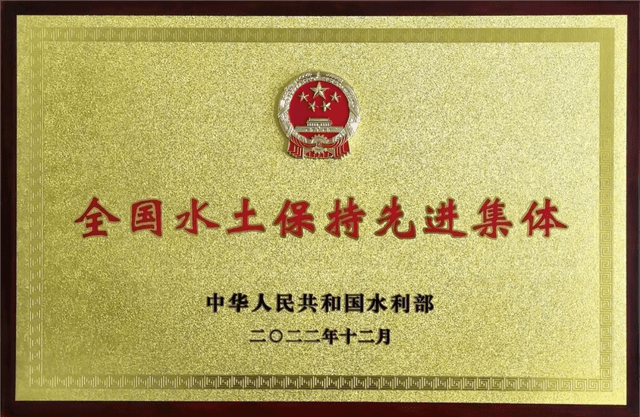 全国水土保持先进集体
中华人民共和国水利部
二〇二二年十二月